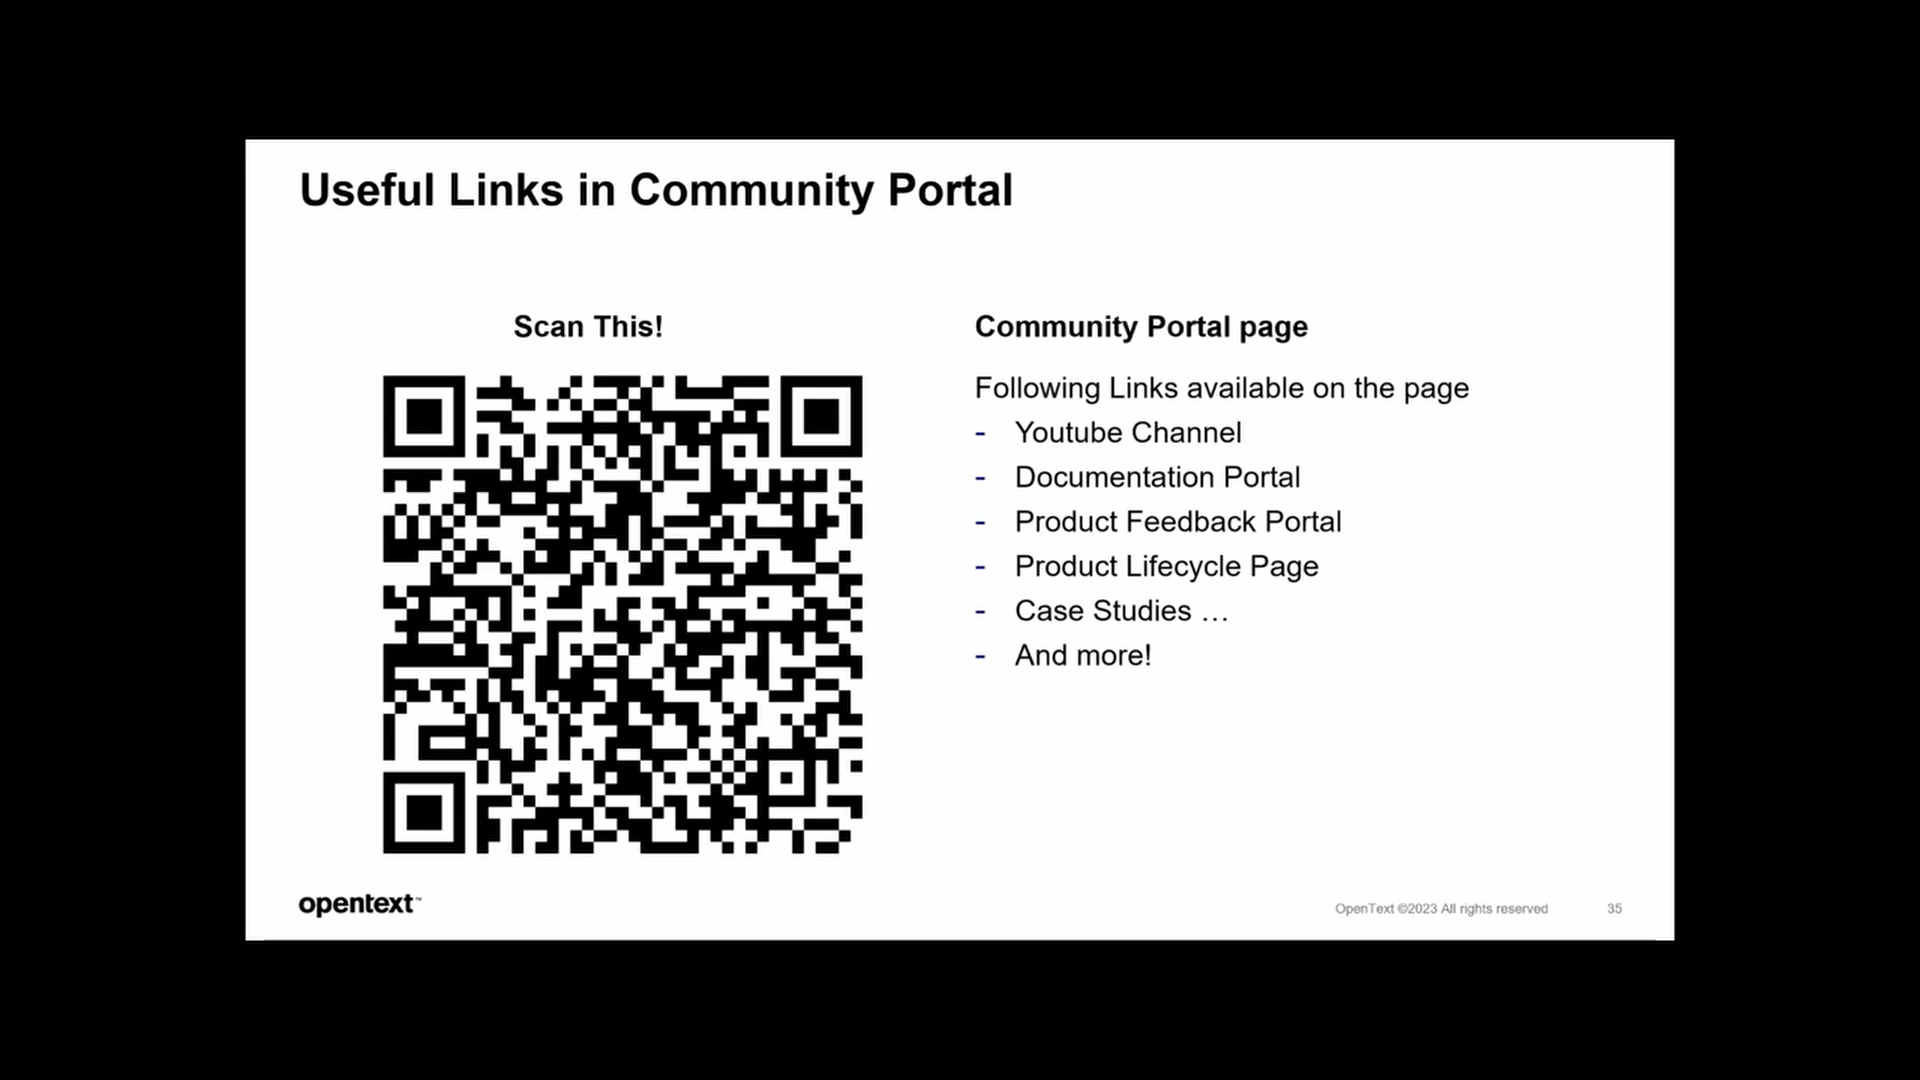 Useful Links in Community Portal
Scan This!
Community Portal page
Following Links available on the page
- Youtube Channel
- Documentation Portal
- Product Feedback Portal
- Product Lifecycle Page
- Case Studies …
- And more!
opentext™
OpenText ©2023 All rights reserved
35